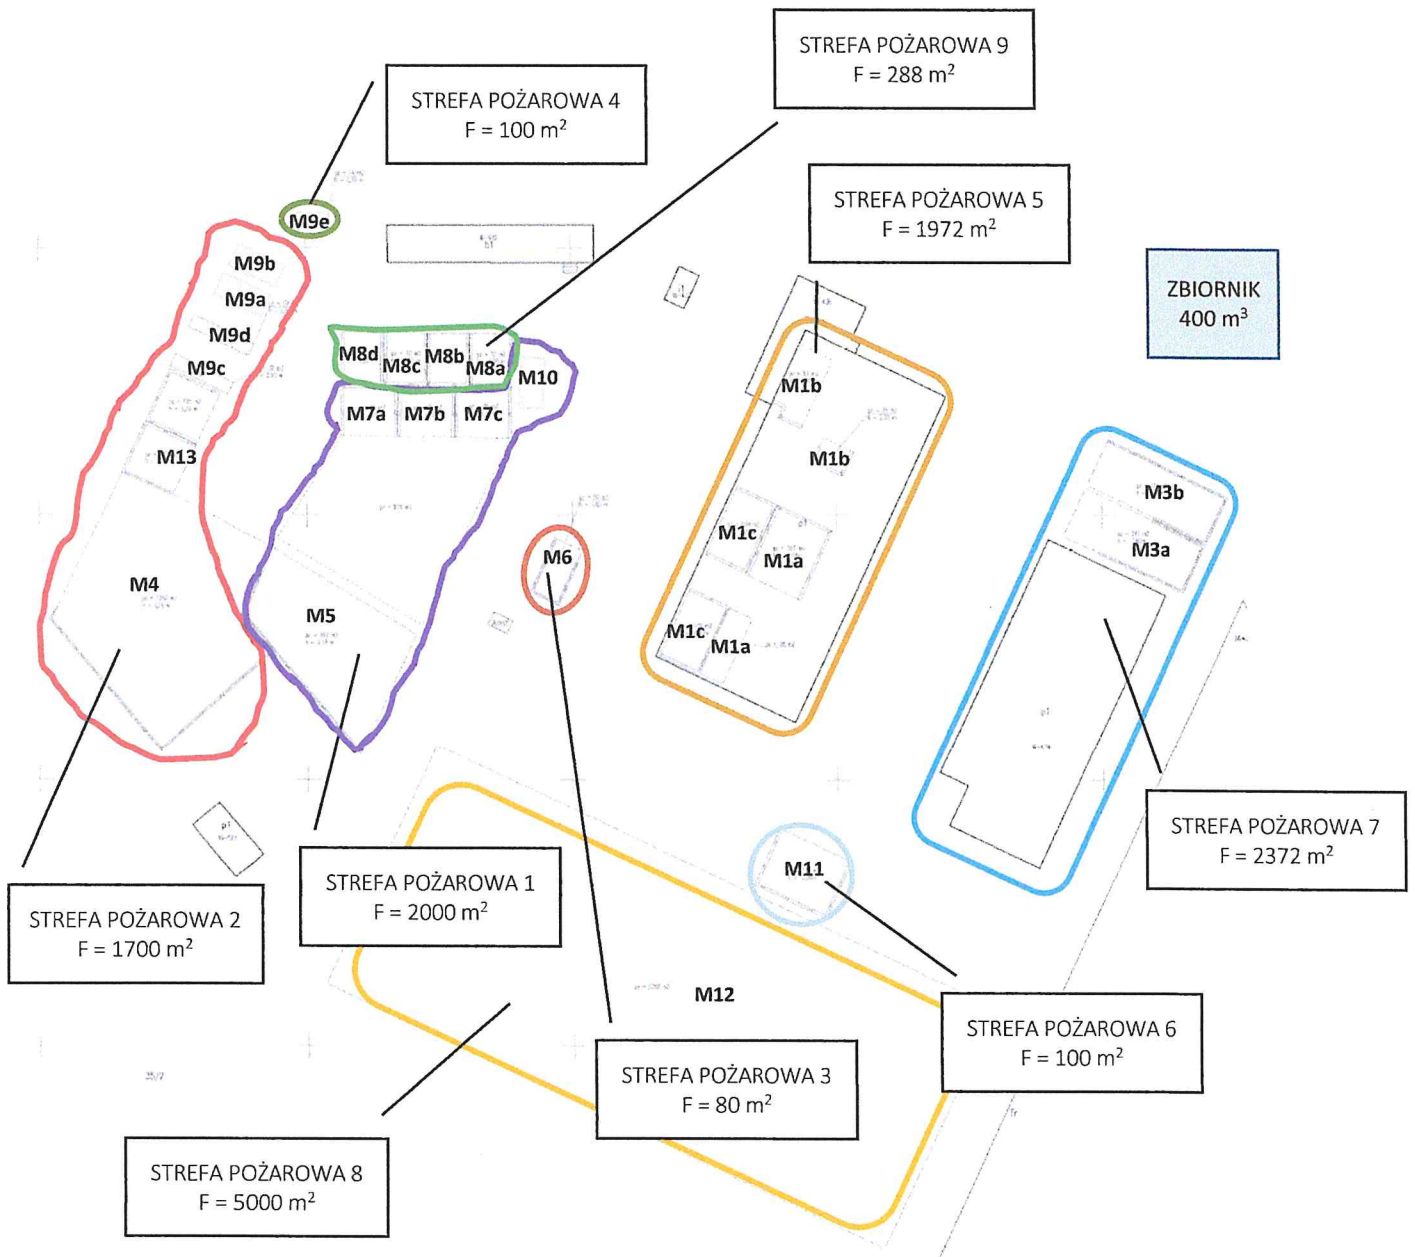 STREFA POŻAROWA 9
F = 288 m²
STREFA POŻAROWA 4
F = 100 m²
STREFA POŻAROWA 5
F = 1972 m²
M9e
M9b
M9a
M9d
M9c
M13
M4
ZBIORNIK
400 m³
M8d
M8c
M8b
M8a
M10
M7a
M7b
M7c
M5
M6
M1b
M1b
M1c
M1a
M1c
M1a
M3b
M3a
M11
M12
STREFA POŻAROWA 7
F = 2372 m²
STREFA POŻAROWA 1
F = 2000 m²
STREFA POŻAROWA 2
F = 1700 m²
STREFA POŻAROWA 6
F = 100 m²
STREFA POŻAROWA 3
F = 80 m²
STREFA POŻAROWA 8
F = 5000 m²
35/2